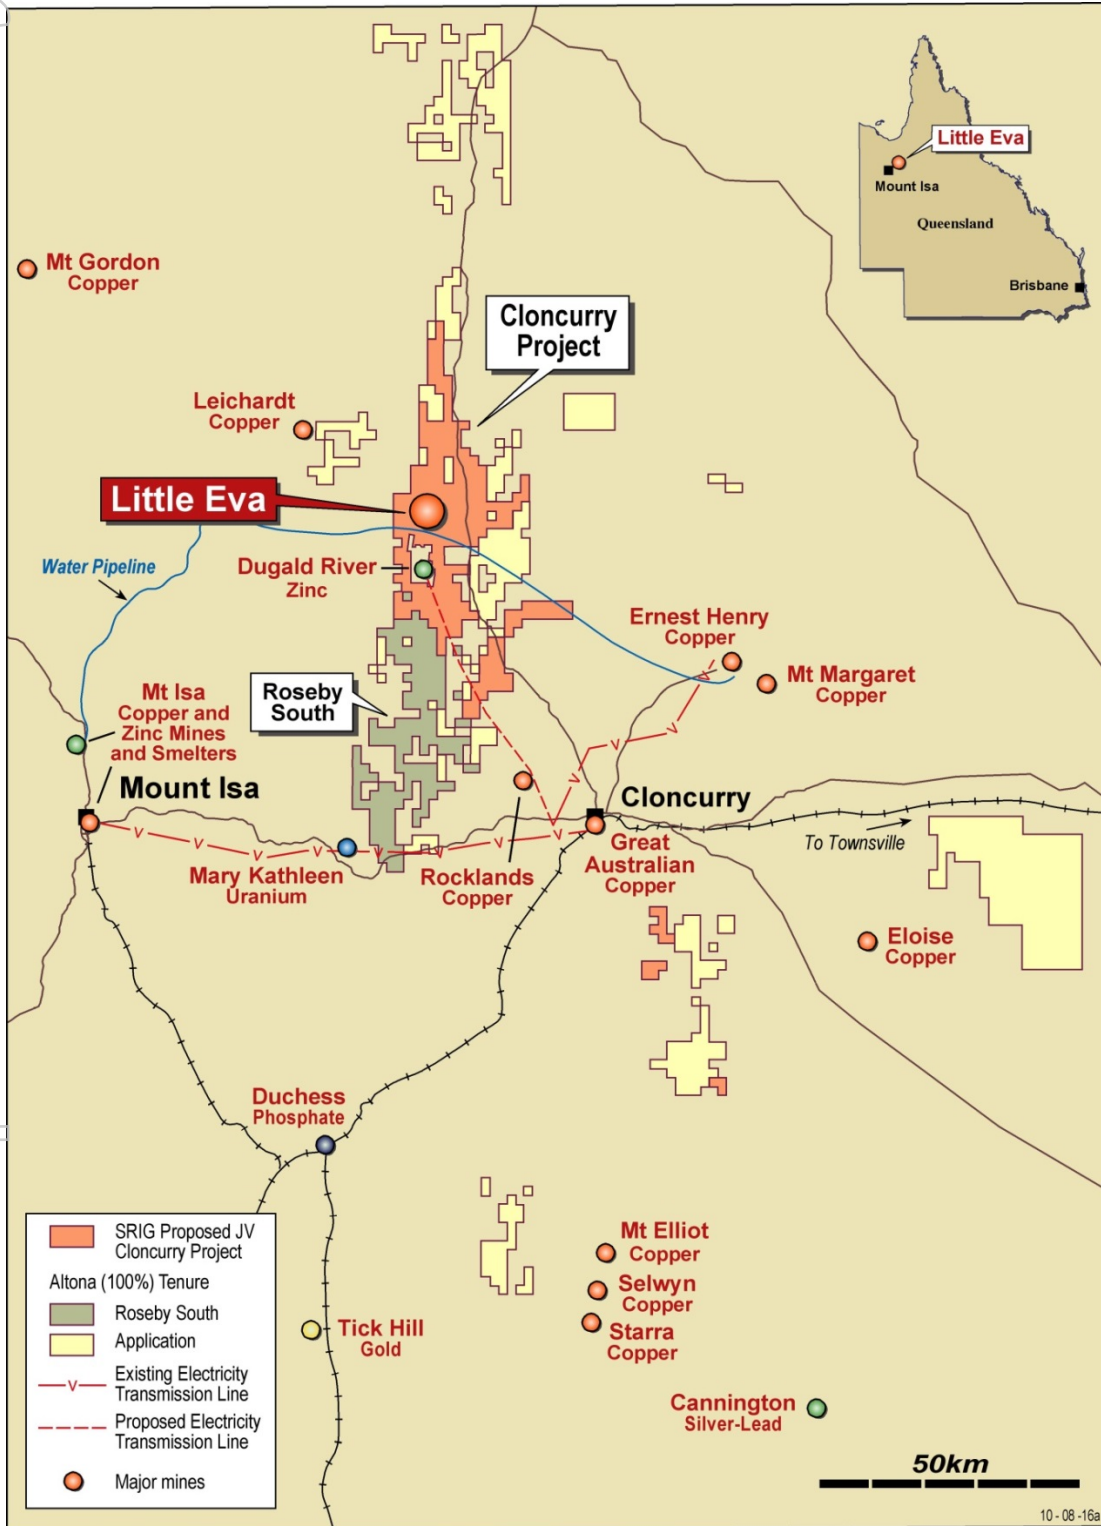 Little Eva
Mount Isa
Queensland
Brisbane
Mt Gordon
Copper
Cloncurry
Project
Leichardt
Copper
Little Eva
Water Pipeline
Dugald River
Zinc
Ernest Henry
Copper
Mt Margaret
Copper
Roseby
South
Mt Isa
Copper and
Zinc Mines
and Smelters
Mount Isa
Cloncurry
To Townsville
Great
Australian
Copper
Mary Kathleen
Uranium
Rocklands
Copper
Eloise
Copper
Duchess
Phosphate
Mt Elliot
Copper
Selwyn
Copper
Starra
Copper
Tick Hill
Gold
Cannington
Silver-Lead
SRIG Proposed JV
Cloncurry Project
Altona (100%) Tenure
Roseby South
Application
Existing Electricity
Transmission Line
Proposed Electricity
Transmission Line
Major mines
50km
10 - 08 -16a